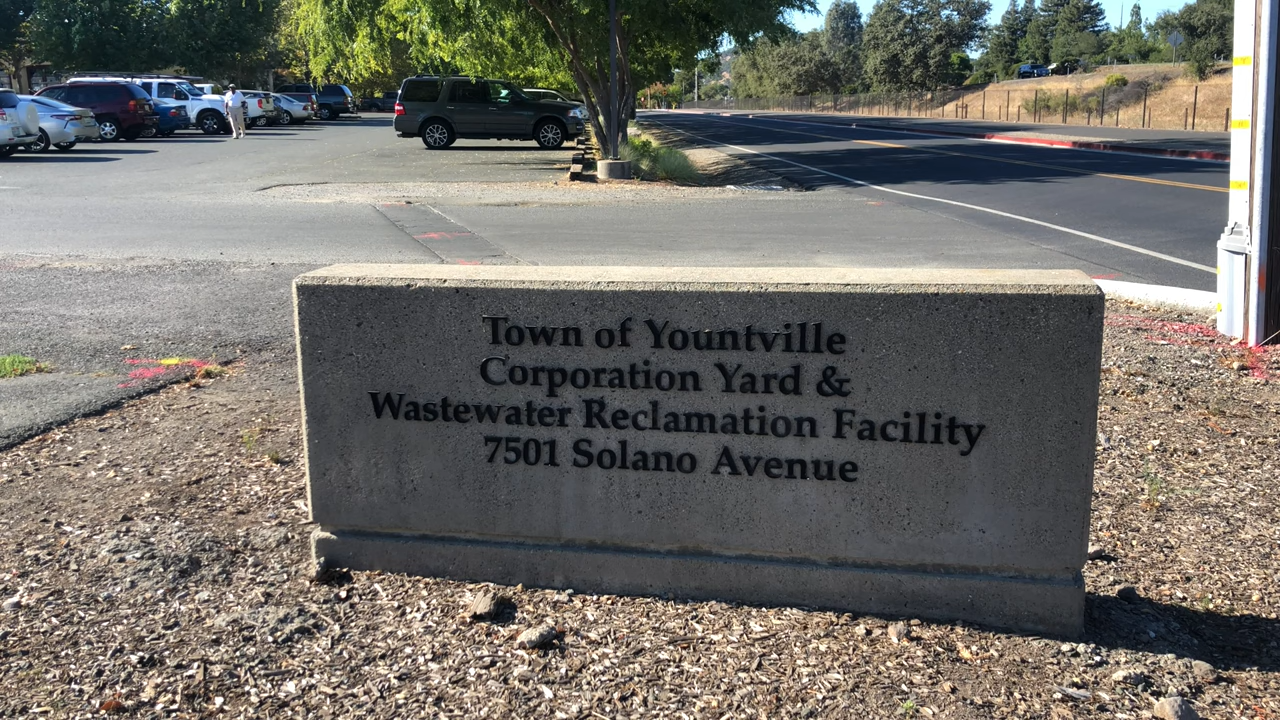 Town of Yountville
Corporation Yard &
Wastewater Reclamation Facility
7501 Solano Avenue